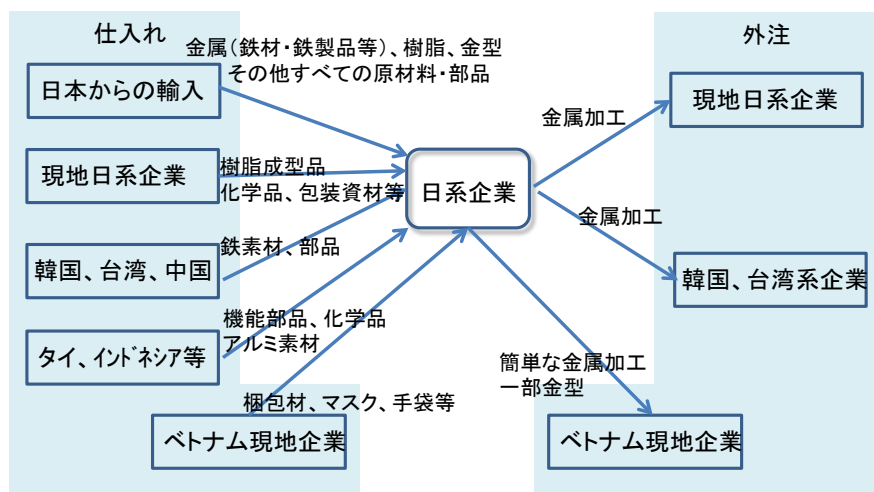 仕入れ
外注
金属(鉄材・鉄製品等)、樹脂、金型
その他すべての原材料・部品
日本からの輸入
現地日系企業
金属加工
現地日系企業
樹脂成型品
化学品、包装資材等
日系企業
金属加工
韓国、台湾、中国
鉄素材、部品
韓国、台湾系企業
機能部品、化学品
アルミ素材
タイ、インドネシア等
簡単な金属加工
一部金型
梱包材、マスク、手袋等
ベトナム現地企業
ベトナム現地企業